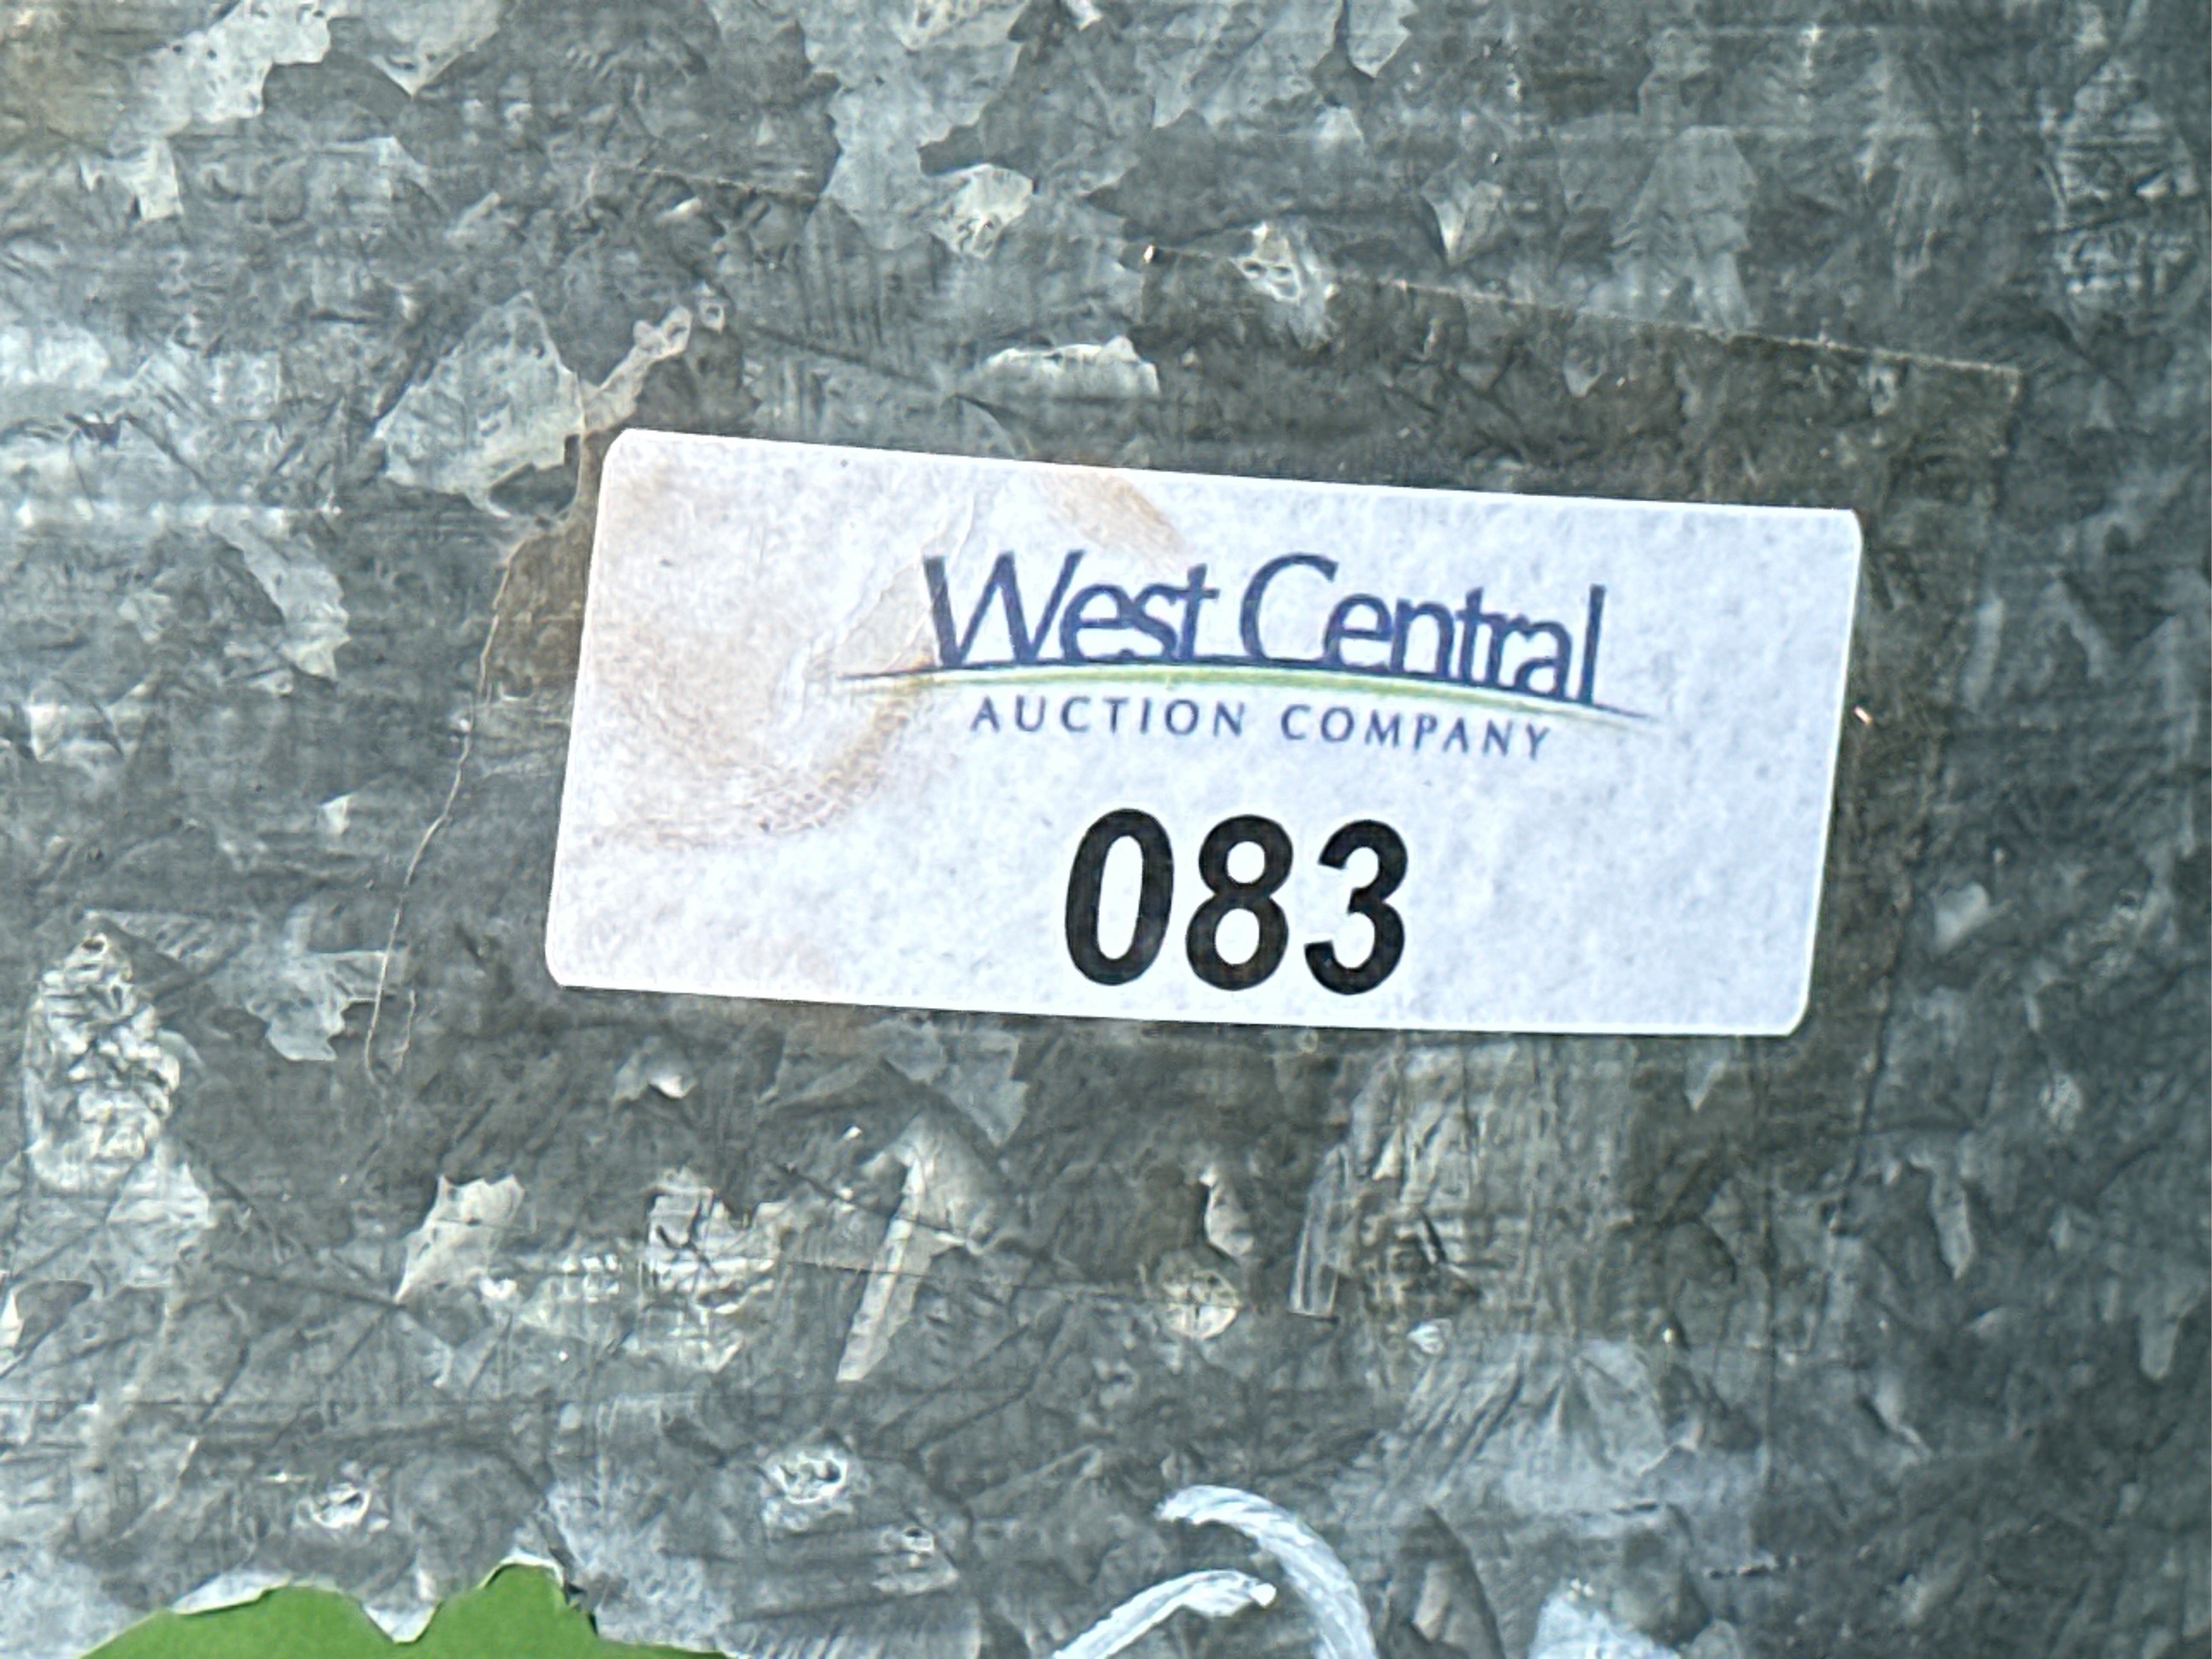 West Central
AUCTION COMPANY
083